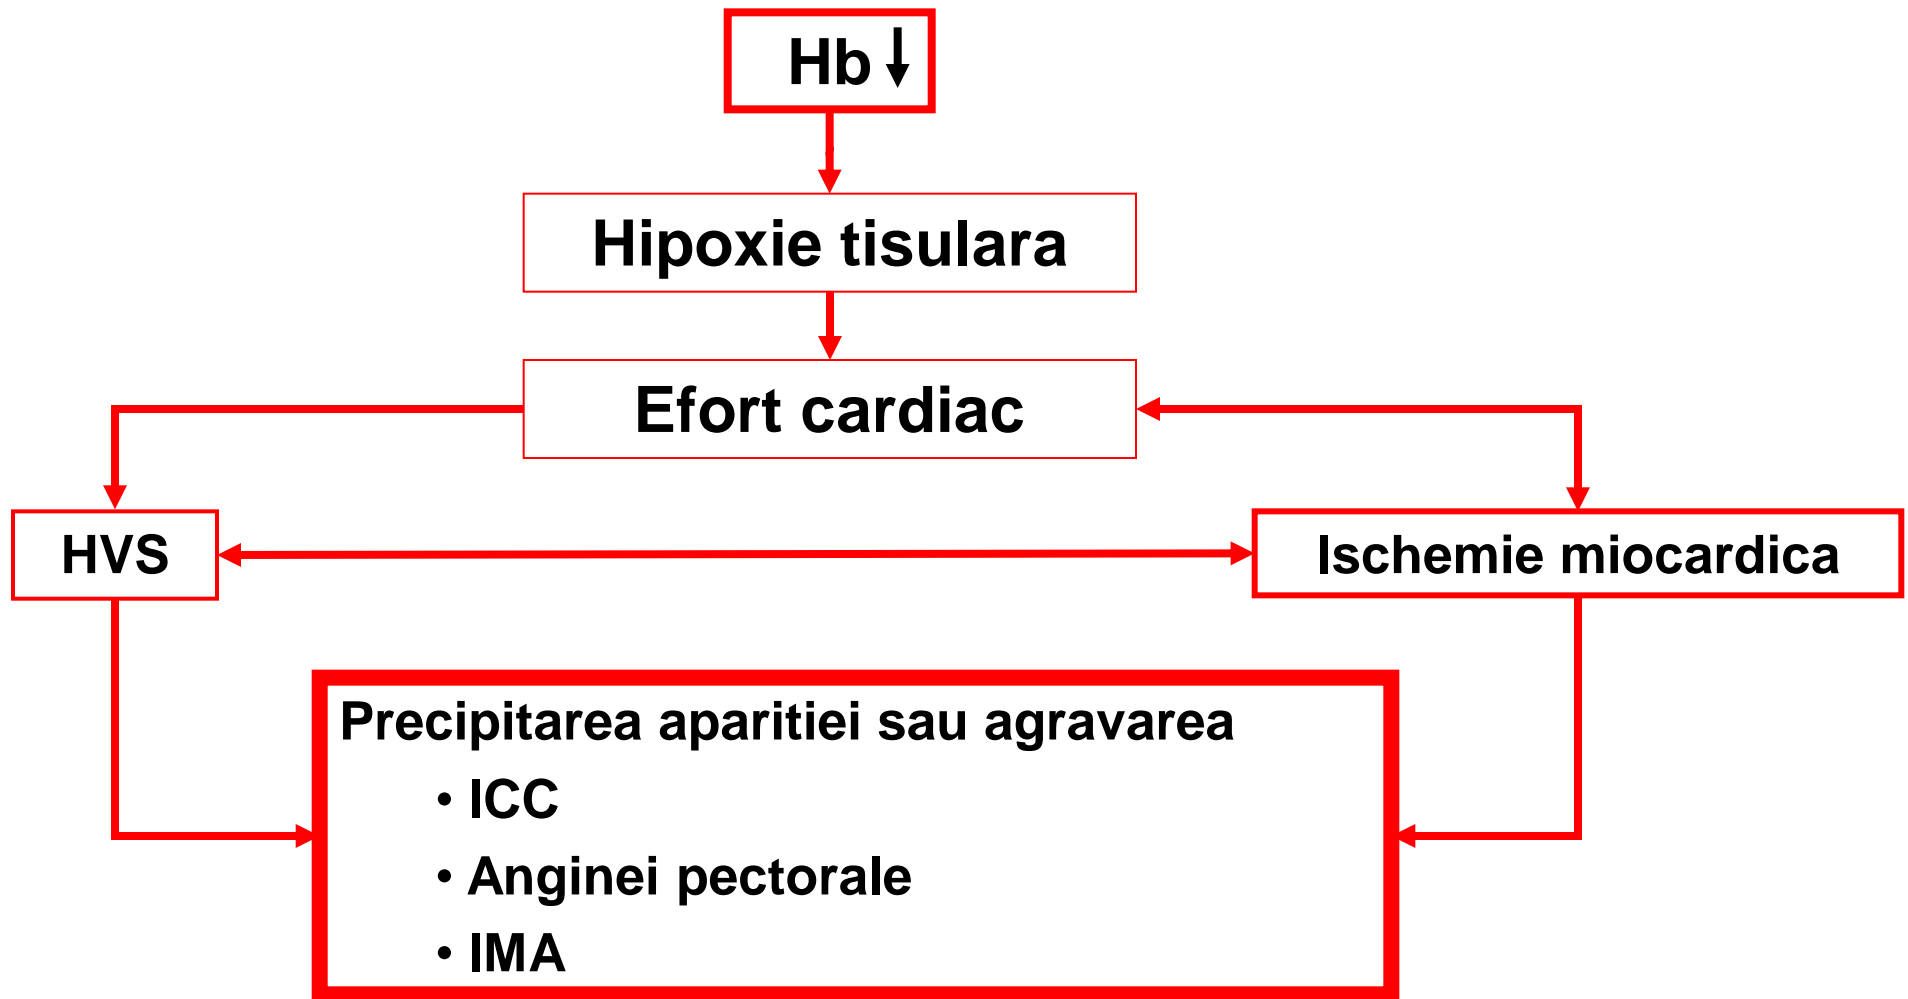 Hb ↓
Hipoxie tisulara
Efort cardiac
HVS
Ischemie miocardica
Precipitarea aparitiei sau agravarea
• ICC
• Anginei pectorale
• IMA